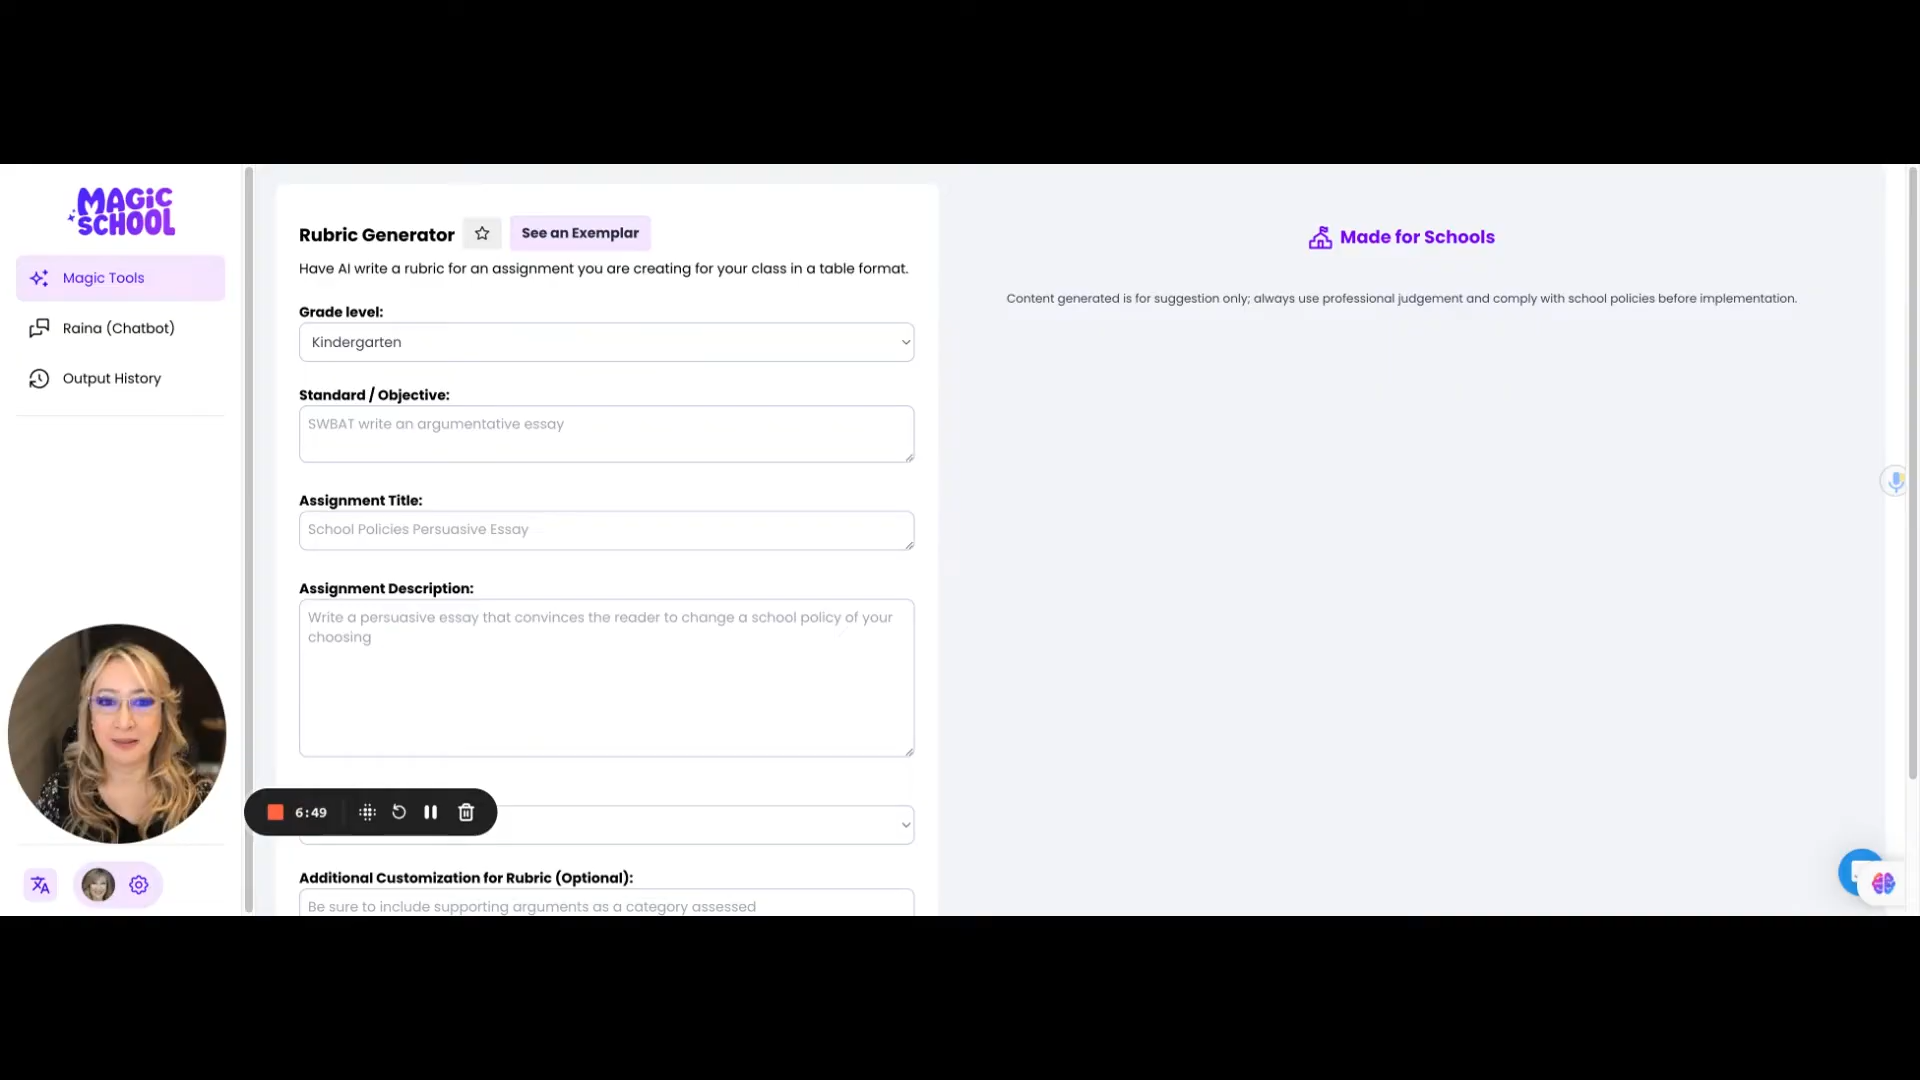 MAGiC
SCHOOL
Magic Tools
Raina (Chatbot)
Output History
Rubric Generator
See an Exemplar
Have AI write a rubric for an assignment you are creating for your class in a table format.
Grade level:
Kindergarten
Standard / Objective:
SWBAT write an argumentative essay
Assignment Title:
School Policies Persuasive Essay
Assignment Description:
Write a persuasive essay that convinces the reader to change a school policy of your
choosing
6:49
Additional Customization for Rubric (Optional):
Be sure to include supporting arguments as a category assessed
Made for Schools
Content generated is for suggestion only; always use professional judgement and comply with school policies before implementation.